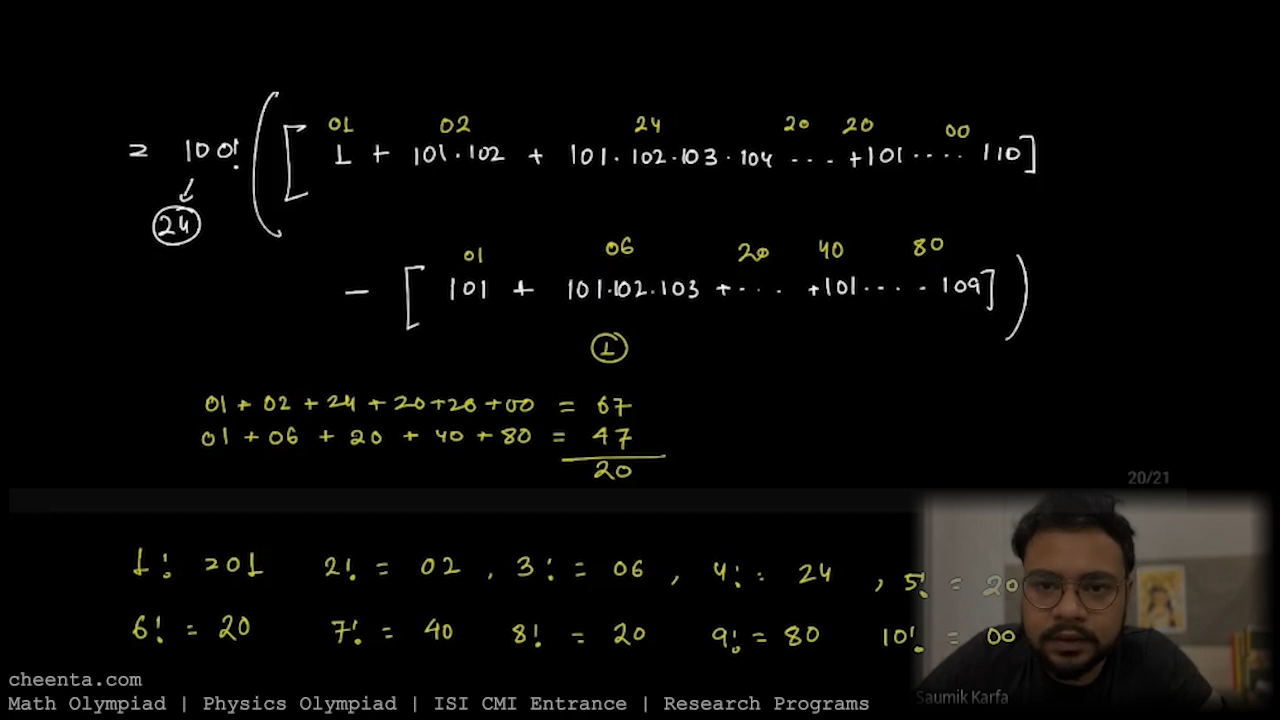 01 02 24 20 20 00
= 100! ( [ 1 + 101.102 + 101.102.103.104 .... +101 .... 110 ]
24
01 06 20 40 80
- [ 101 + 101.102.103 + .... +101 ..... 109 ] )
1
01 + 02 + 24 + 20 + 20 + 00 = 67
01 + 06 + 20 + 40 + 80 = 47
20
20/21
1! = 01 2! = 02 , 3! = 06 , 4! = 24 , 5! = 20
6! = 20 7! = 40 8! = 20 9! = 80 10! = 00
cheenta.com
Saumik Karfa
Math Olympiad | Physics Olympiad | ISI CMI Entrance | Research Programs